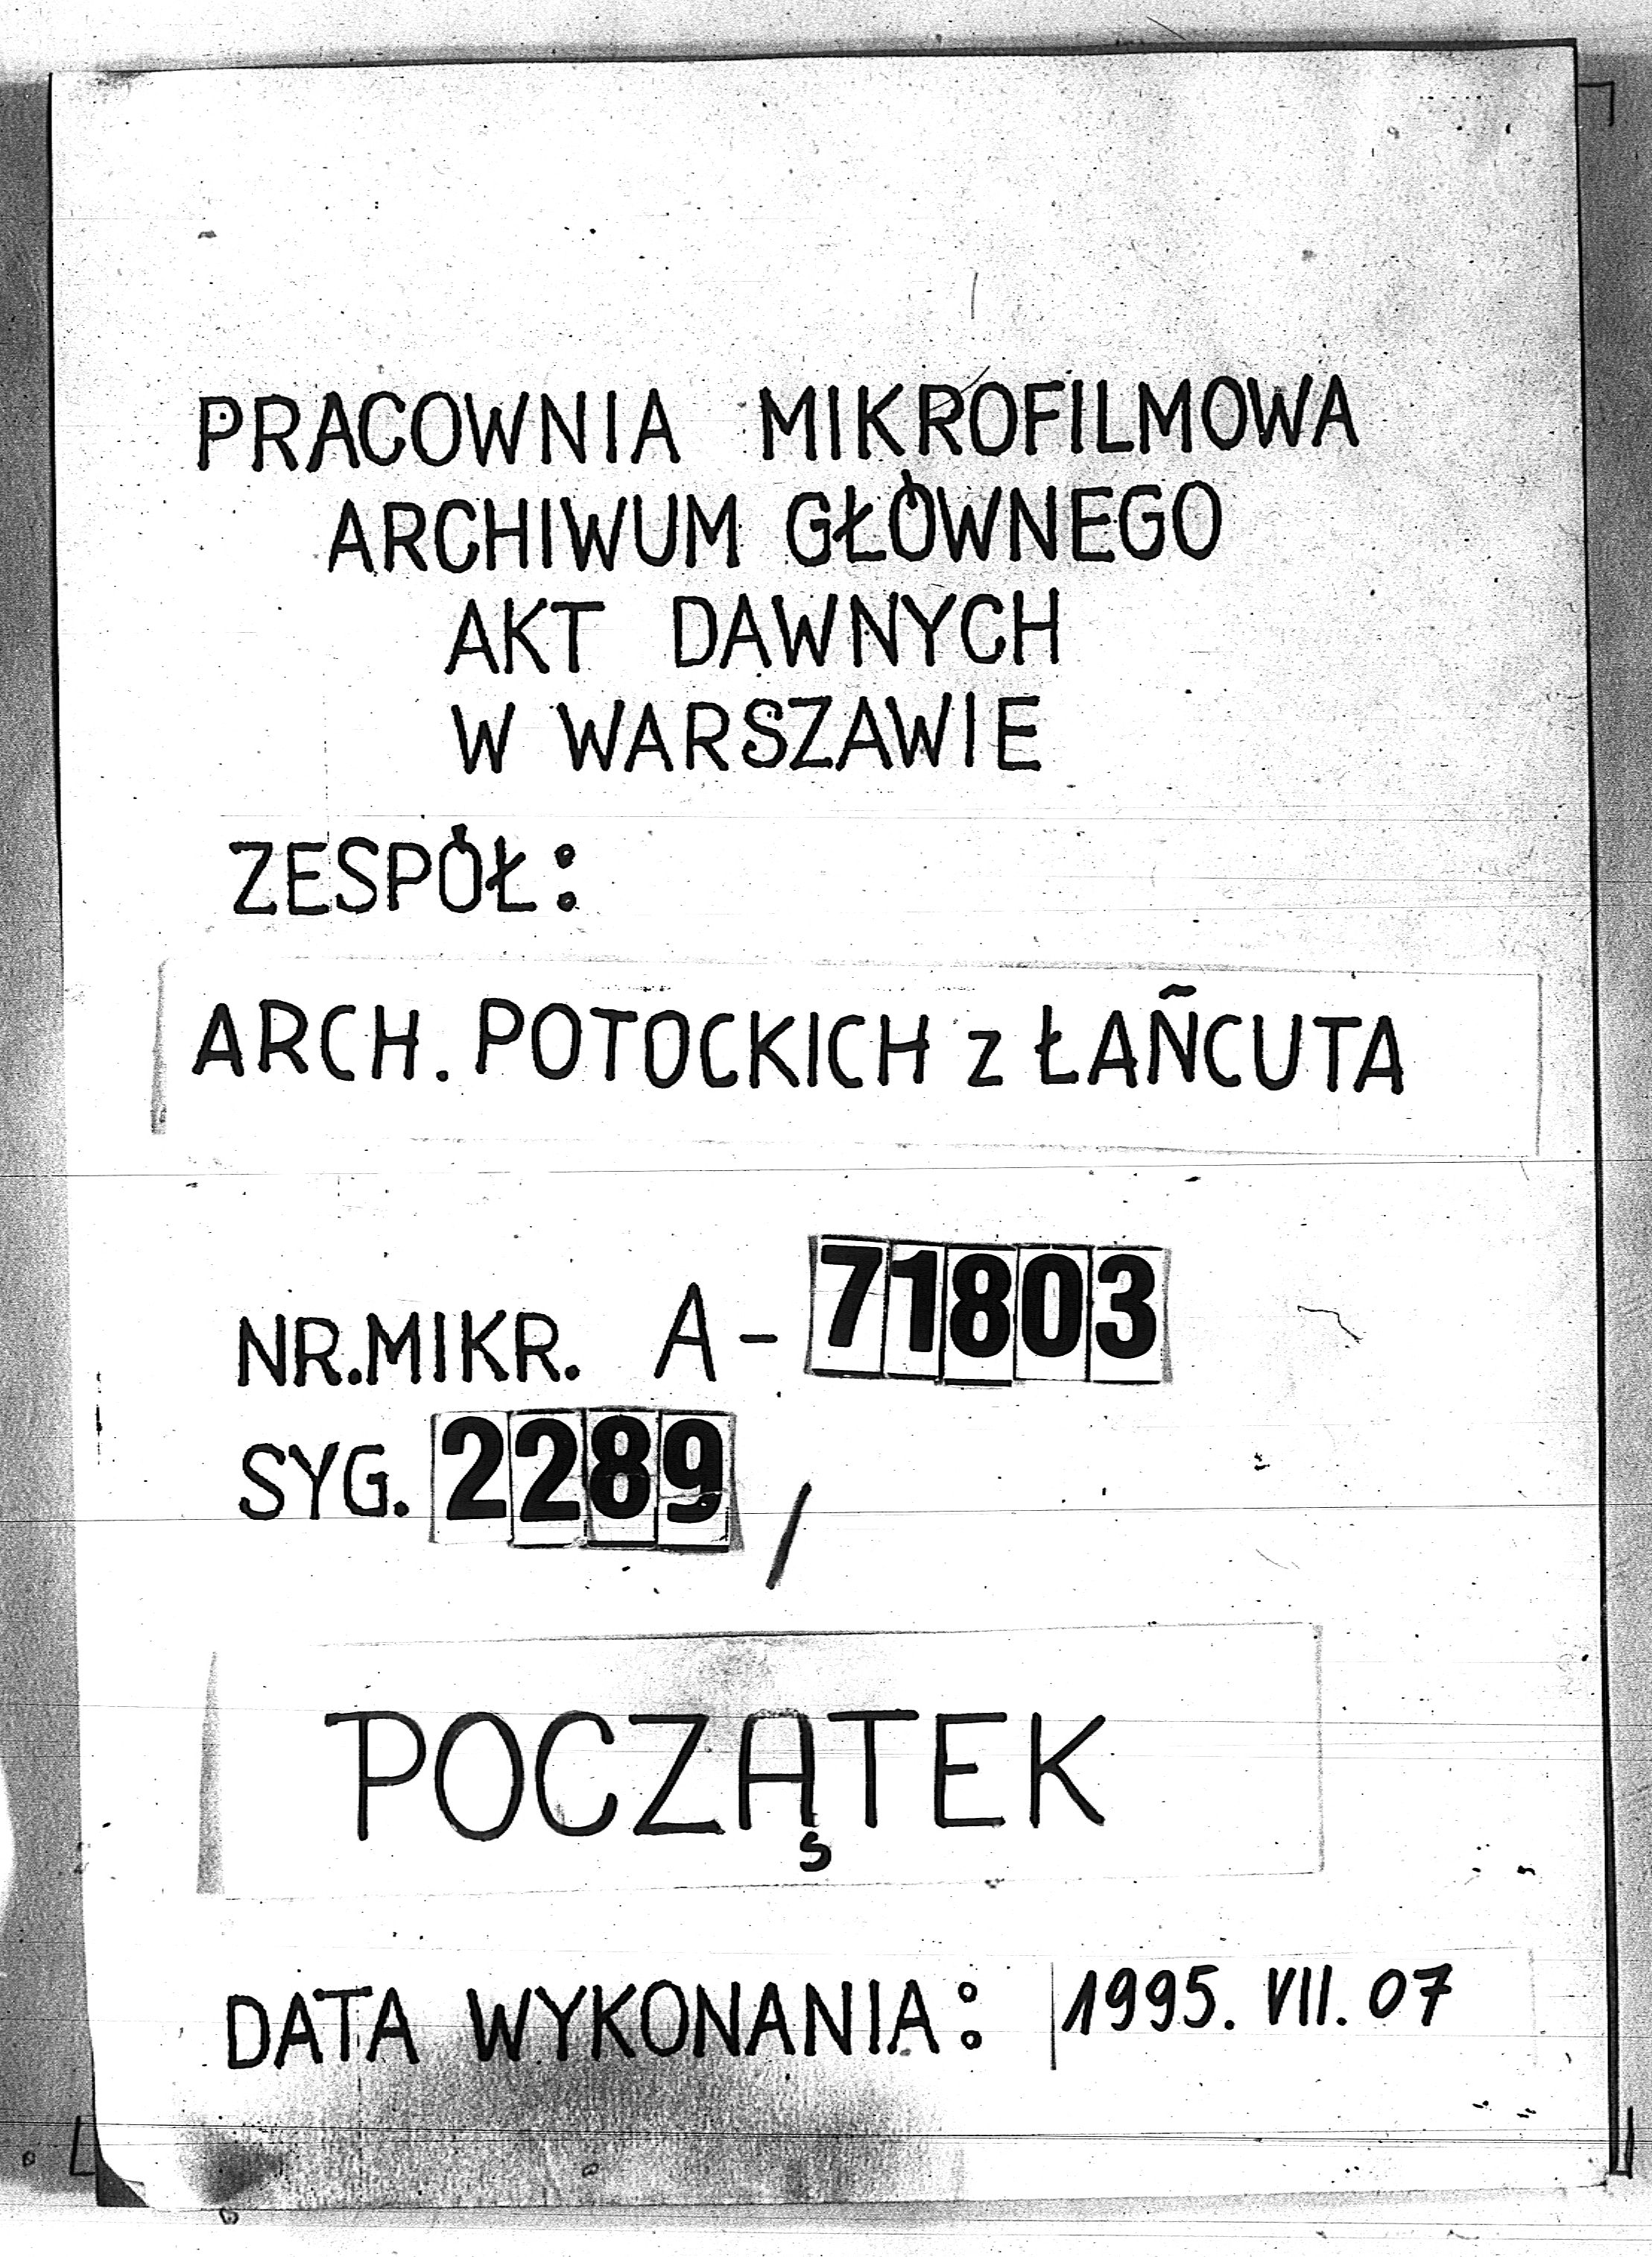 PRACOWNIA MIKROFILMOWA
ARCHIWUM GŁÓWNEGO
AKT DAWNYCH
W WARSZAWIE
ZESPÓŁ:
ARCH. POTOCKICH z ŁAŃCUTA
NR.MIKR. A-71803
SYG. 2289/
POCZĄTEK
DATA WYKONANIA: 1995. VII. 07